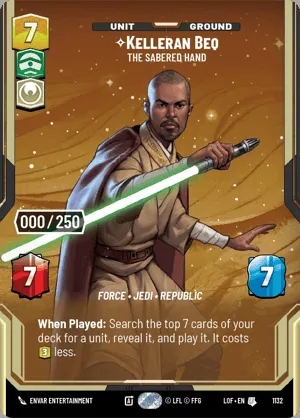 7
UNIT
GROUND
✧KELLERAN BEQ
THE SABERED HAND
000/250
7
7
FORCE • JEDI • REPUBLIC
When Played: Search the top 7 cards of your
deck for a unit, reveal it, and play it. It costs
3 less.
ENVAR ENTERTAINMENT
© LFL © FFG
LOF • EN
1132